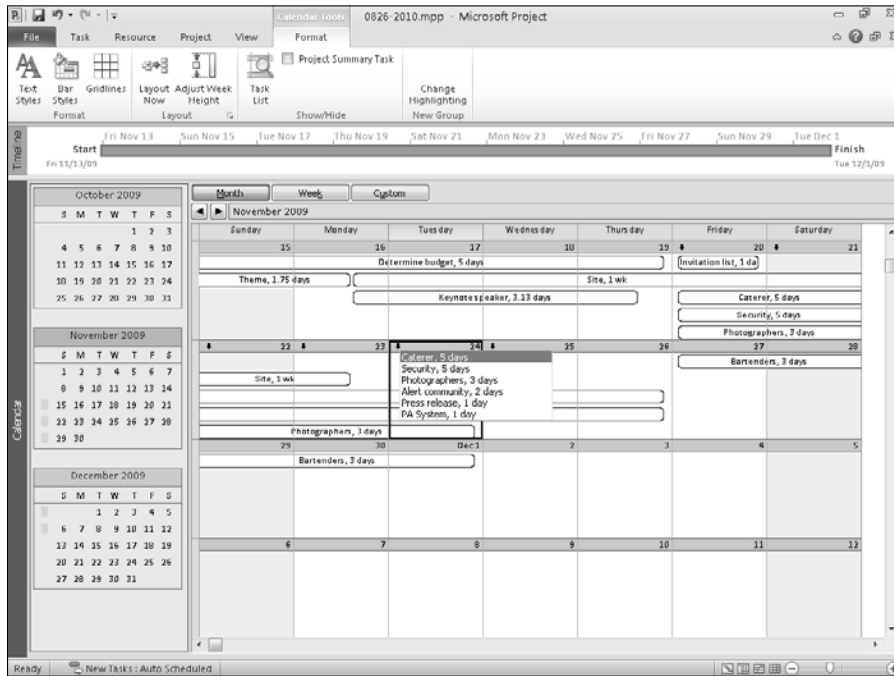 Calendar Tools
0826-2010.mpp - Microsoft Project
File Task Resource Project View Format
Text Styles
Bar Styles
Gridlines
Layout Now
Adjust Week Height
Task List
Project Summary Task
Change Highlighting
Format Layout Show/Hide New Group
Timeline
Fri Nov 13 Sun Nov 15 Tue Nov 17 Thu Nov 19 Sat Nov 21 Mon Nov 23 Wed Nov 25 Fri Nov 27 Sun Nov 29 Tue Dec 1
Start
Fri 11/13/09
Finish
Tue 12/1/09
Calendar
October 2009
S M T W T F S
1 2 3
4 5 6 7 8 9 10
11 12 13 14 15 16 17
18 19 20 21 22 23 24
25 26 27 28 29 30 31
November 2009
S M T W T F S
1 2 3 4 5 6 7
8 9 10 11 12 13 14
15 16 17 18 19 20 21
22 23 24 25 26 27 28
29 30
December 2009
S M T W T F S
1 2 3 4 5
6 7 8 9 10 11 12
13 14 15 16 17 18 19
20 21 22 23 24 25 26
27 28 29 30 31
Month Week Custom
November 2009
Sunday Monday Tuesday Wednesday Thursday Friday Saturday
15 16 17 18 19 20 21
Determine budget, 5 days
Invitation list, 1 da
Theme, 1.75 days
Site, 1 wk
Keynote speaker, 3.13 days
Caterer, 5 days
Security, 5 days
Photographers, 3 days
22 23 24 25 26 27 28
Caterer, 5 days
Security, 5 days
Photographers, 3 days
Alert community, 2 days
Press release, 1 day
PA System, 1 day
Bartenders, 3 days
Site, 1 wk
Photographers, 3 days
29 30 Dec 1 2 3 4 5
Bartenders, 3 days
6 7 8 9 10 11 12
Ready New Tasks : Auto Scheduled